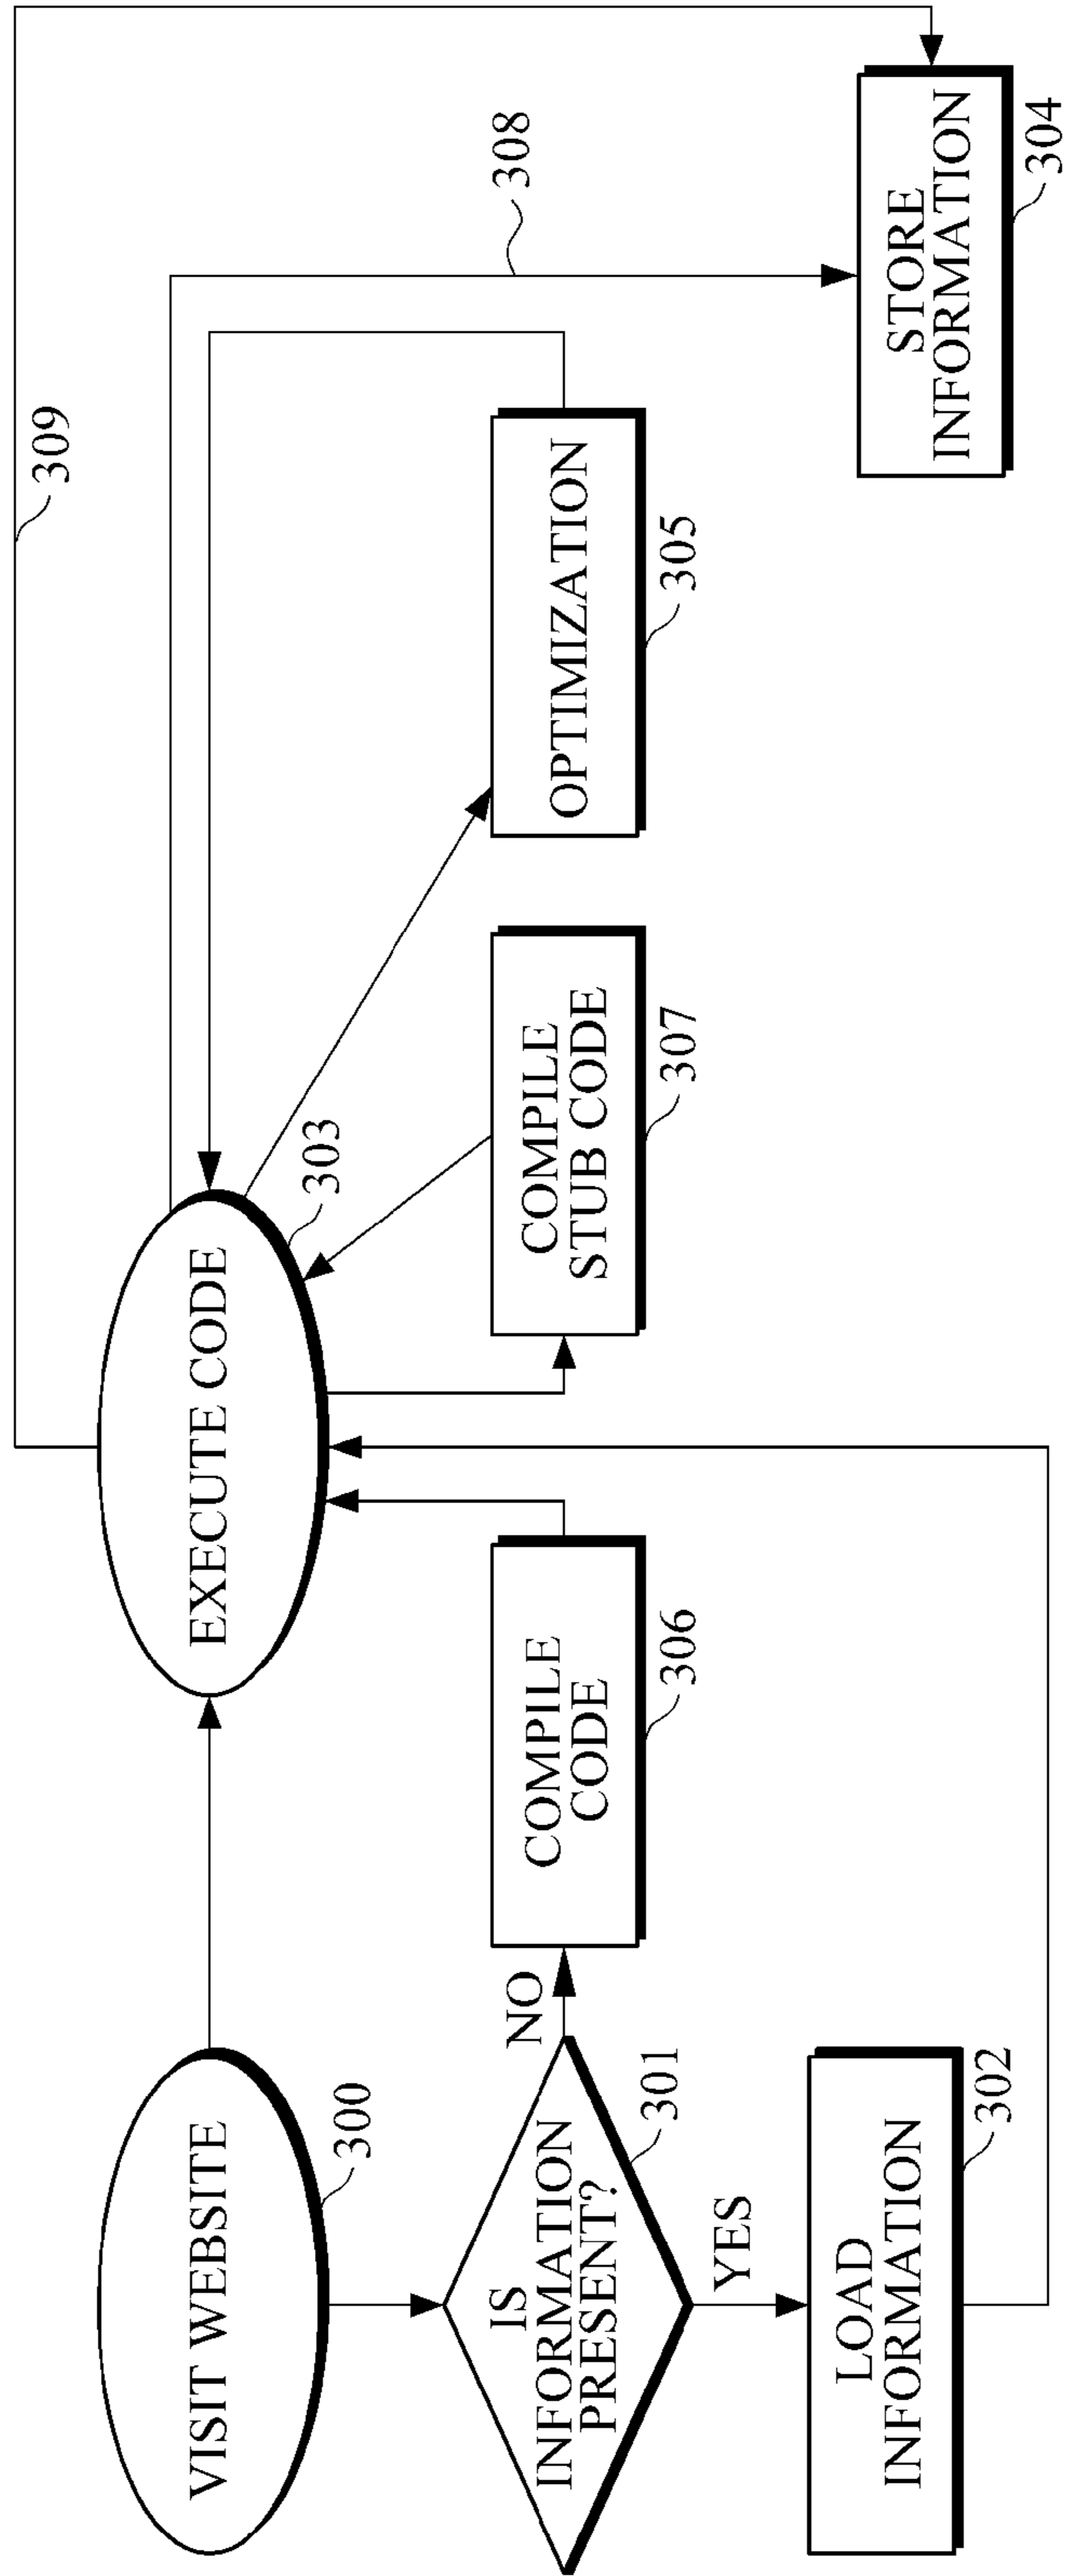 309
308
VISIT WEBSITE
300
EXECUTE CODE
303
IS
INFORMATION
PRESENT?
301
NO
YES
COMPILE
CODE
306
COMPILE
STUB CODE
307
OPTIMIZATION
305
LOAD
INFORMATION
302
STORE
INFORMATION
304